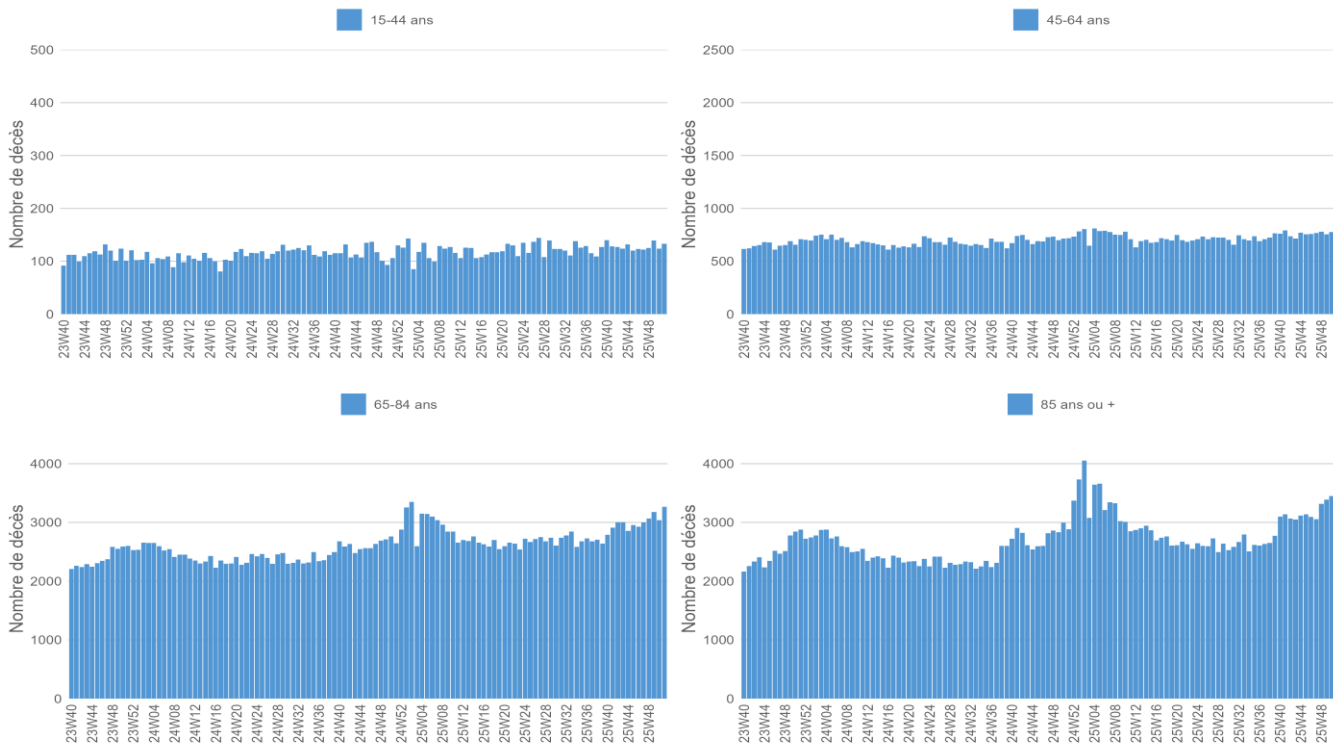 15-44 ans
500
400
300
200
100
0
Nombre de décès
23W40 23W44 23W48 23W52 24W04 24W08 24W12 24W16 24W20 24W24 24W28 24W32 24W36 24W40 24W44 24W48 24W52 25W04 25W08 25W12 25W16 25W20 25W24 25W28 25W32 25W36 25W40 25W44 25W48
45-64 ans
2500
2000
1500
1000
500
0
Nombre de décès
23W40 23W44 23W48 23W52 24W04 24W08 24W12 24W16 24W20 24W24 24W28 24W32 24W36 24W40 24W44 24W48 24W52 25W04 25W08 25W12 25W16 25W20 25W24 25W28 25W32 25W36 25W40 25W44 25W48
65-84 ans
4000
3000
2000
1000
0
Nombre de décès
23W40 23W44 23W48 23W52 24W04 24W08 24W12 24W16 24W20 24W24 24W28 24W32 24W36 24W40 24W44 24W48 24W52 25W04 25W08 25W12 25W16 25W20 25W24 25W28 25W32 25W36 25W40 25W44 25W48
85 ans ou +
4000
3000
2000
1000
0
Nombre de décès
23W40 23W44 23W48 23W52 24W04 24W08 24W12 24W16 24W20 24W24 24W28 24W32 24W36 24W40 24W44 24W48 24W52 25W04 25W08 25W12 25W16 25W20 25W24 25W28 25W32 25W36 25W40 25W44 25W48